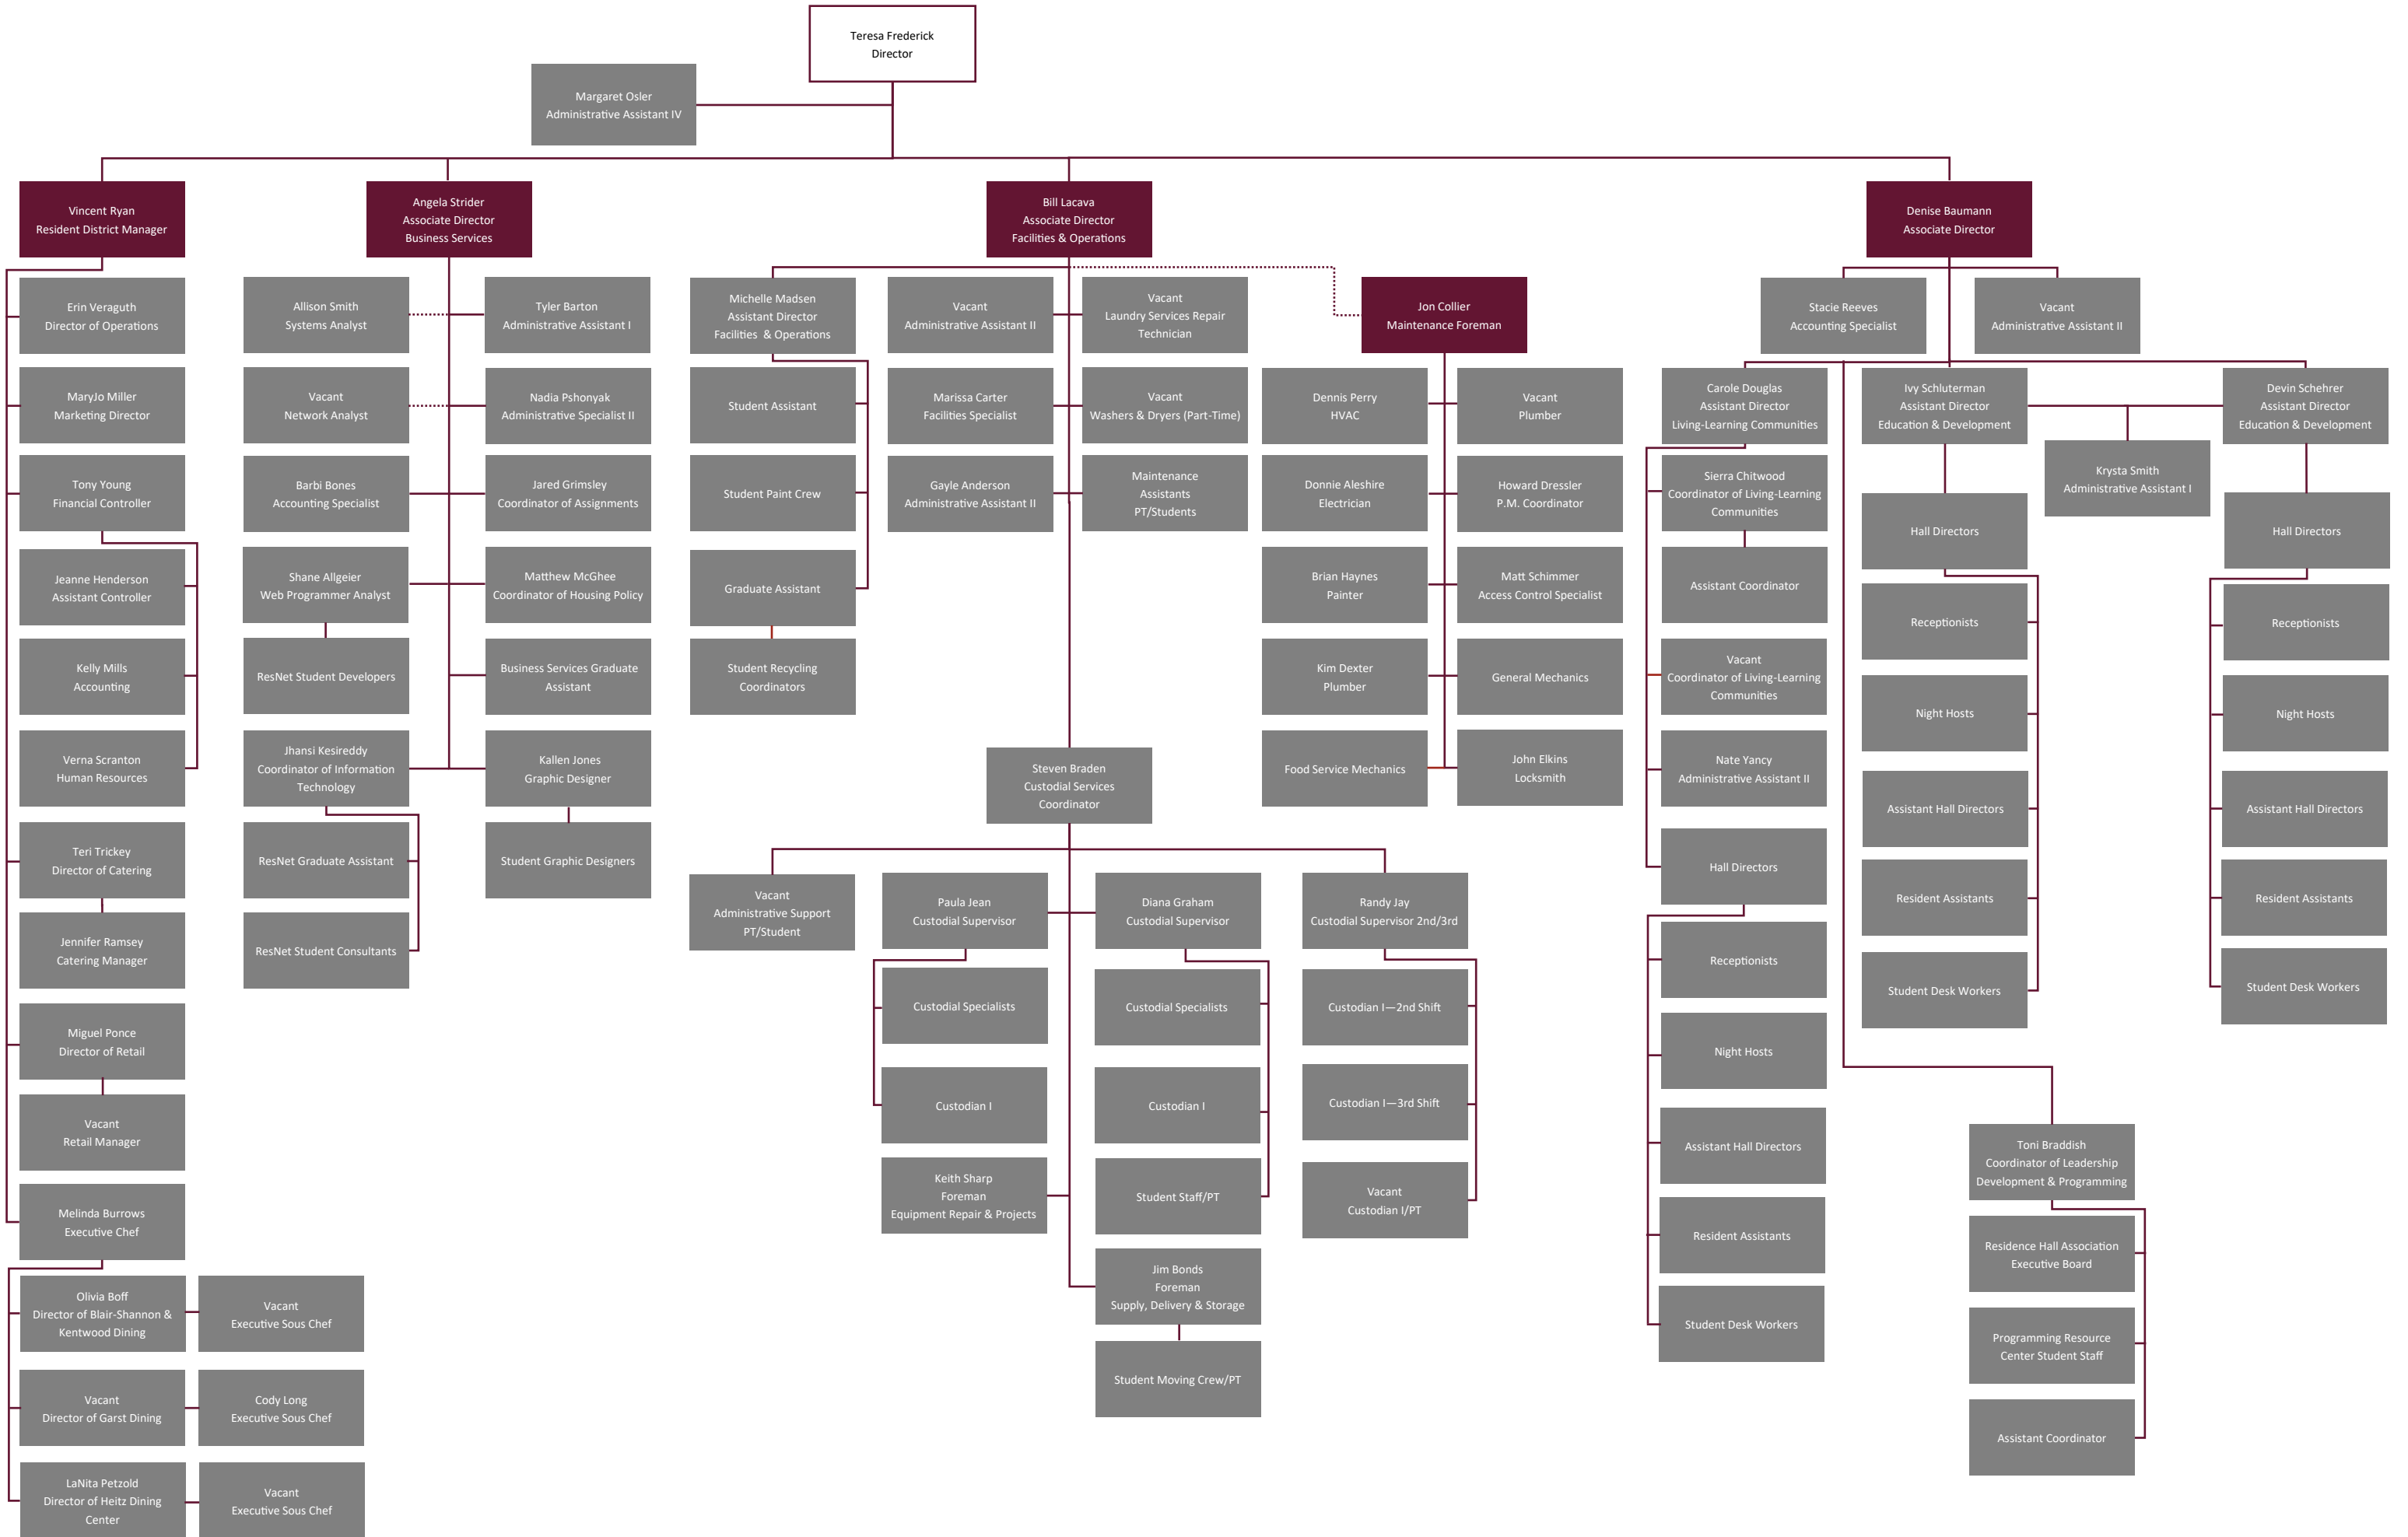 Teresa Frederick
Director
Margaret Osler
Administrative Assistant IV
Vincent Ryan
Resident District Manager
Erin Veraguth
Director of Operations
MaryJo Miller
Marketing Director
Tony Young
Financial Controller
Jeanne Henderson
Assistant Controller
Kelly Mills
Accounting
Verna Scranton
Human Resources
Teri Trickey
Director of Catering
Jennifer Ramsey
Catering Manager
Miguel Ponce
Director of Retail
Vacant
Retail Manager
Melinda Burrows
Executive Chef
Olivia Boff
Director of Blair-Shannon &
Kentwood Dining
Vacant
Executive Sous Chef
Vacant
Director of Garst Dining
Cody Long
Executive Sous Chef
LaNita Petzold
Director of Heitz Dining
Center
Vacant
Executive Sous Chef
Angela Strider
Associate Director
Business Services
Allison Smith
Systems Analyst
Tyler Barton
Administrative Assistant I
Vacant
Network Analyst
Nadia Pshonyak
Administrative Specialist II
Barbi Bones
Accounting Specialist
Jared Grimsley
Coordinator of Assignments
Shane Allgeier
Web Programmer Analyst
Matthew McGhee
Coordinator of Housing Policy
ResNet Student Developers
Business Services Graduate
Assistant
Jhansi Kesireddy
Coordinator of Information
Technology
Kallen Jones
Graphic Designer
ResNet Graduate Assistant
Student Graphic Designers
ResNet Student Consultants
Bill Lacava
Associate Director
Facilities & Operations
Michelle Madsen
Assistant Director
Facilities & Operations
Student Assistant
Student Paint Crew
Graduate Assistant
Student Recycling
Coordinators
Vacant
Administrative Assistant II
Vacant
Laundry Services Repair
Technician
Marissa Carter
Facilities Specialist
Vacant
Washers & Dryers (Part-Time)
Gayle Anderson
Administrative Assistant II
Maintenance
Assistants
PT/Students
Jon Collier
Maintenance Foreman
Dennis Perry
HVAC
Vacant
Plumber
Donnie Aleshire
Electrician
Howard Dressler
P.M. Coordinator
Brian Haynes
Painter
Matt Schimmer
Access Control Specialist
Kim Dexter
Plumber
General Mechanics
Food Service Mechanics
John Elkins
Locksmith
Steven Braden
Custodial Services
Coordinator
Vacant
Administrative Support
PT/Student
Paula Jean
Custodial Supervisor
Diana Graham
Custodial Supervisor
Randy Jay
Custodial Supervisor 2nd/3rd
Custodial Specialists
Custodial Specialists
Custodian I—2nd Shift
Custodian I
Custodian I
Custodian I—3rd Shift
Keith Sharp
Foreman
Equipment Repair & Projects
Student Staff/PT
Vacant
Custodian I/PT
Jim Bonds
Foreman
Supply, Delivery & Storage
Student Moving Crew/PT
Denise Baumann
Associate Director
Stacie Reeves
Accounting Specialist
Vacant
Administrative Assistant II
Carole Douglas
Assistant Director
Living-Learning Communities
Sierra Chitwood
Coordinator of Living-Learning
Communities
Assistant Coordinator
Vacant
Coordinator of Living-Learning
Communities
Nate Yancy
Administrative Assistant II
Hall Directors
Receptionists
Night Hosts
Assistant Hall Directors
Resident Assistants
Student Desk Workers
Ivy Schluterman
Assistant Director
Education & Development
Krysta Smith
Administrative Assistant I
Hall Directors
Receptionists
Night Hosts
Assistant Hall Directors
Resident Assistants
Student Desk Workers
Devin Schehrer
Assistant Director
Education & Development
Hall Directors
Receptionists
Night Hosts
Assistant Hall Directors
Resident Assistants
Student Desk Workers
Toni Braddish
Coordinator of Leadership
Development & Programming
Residence Hall Association
Executive Board
Programming Resource
Center Student Staff
Assistant Coordinator